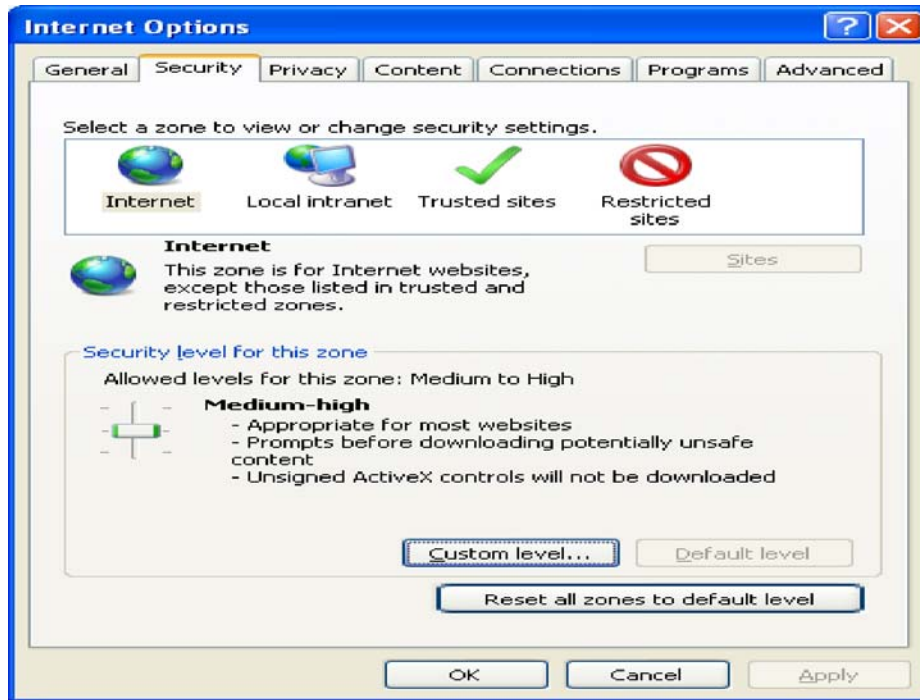 Internet Options
General Security Privacy Content Connections Programs Advanced
Select a zone to view or change security settings.
Internet Local intranet Trusted sites Restricted
sites
Internet
Sites
This zone is for Internet websites,
except those listed in trusted and
restricted zones.
Security level for this zone
Allowed levels for this zone: Medium to High
Medium-high
- Appropriate for most websites
- Prompts before downloading potentially unsafe
content
- Unsigned ActiveX controls will not be downloaded
Custom level... Default level
Reset all zones to default level
OK Cancel Apply